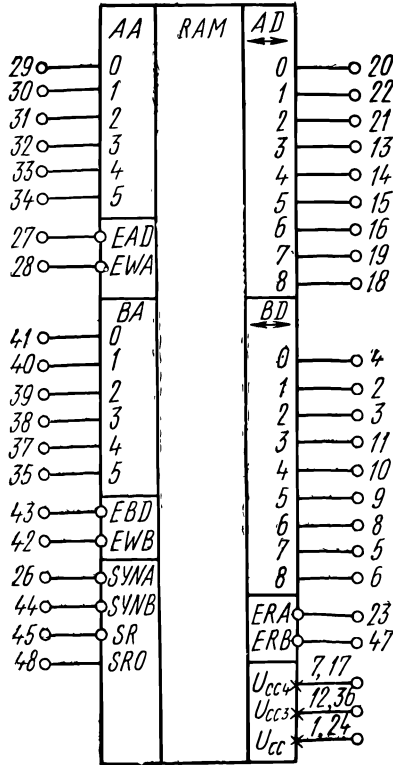 AA RAM AD
29 0 0 20
30 1 1 22
31 2 2 21
32 3 3 13
33 4 4 14
34 5 5 15
6 16
27 EAD 7 19
28 EWA 8 18
BA BD
41 0
40 1 0 4
39 2 1 2
38 3 2 3
37 4 3 11
35 5 4 10
43 EBD 5 9
42 EWB 6 8
7 5
26 SYNA 8 6
44 SYNB ERA 23
45 SR ERB 47
48 SRO
UCC4 7,17
UCC3 12,36
UCC 1,24